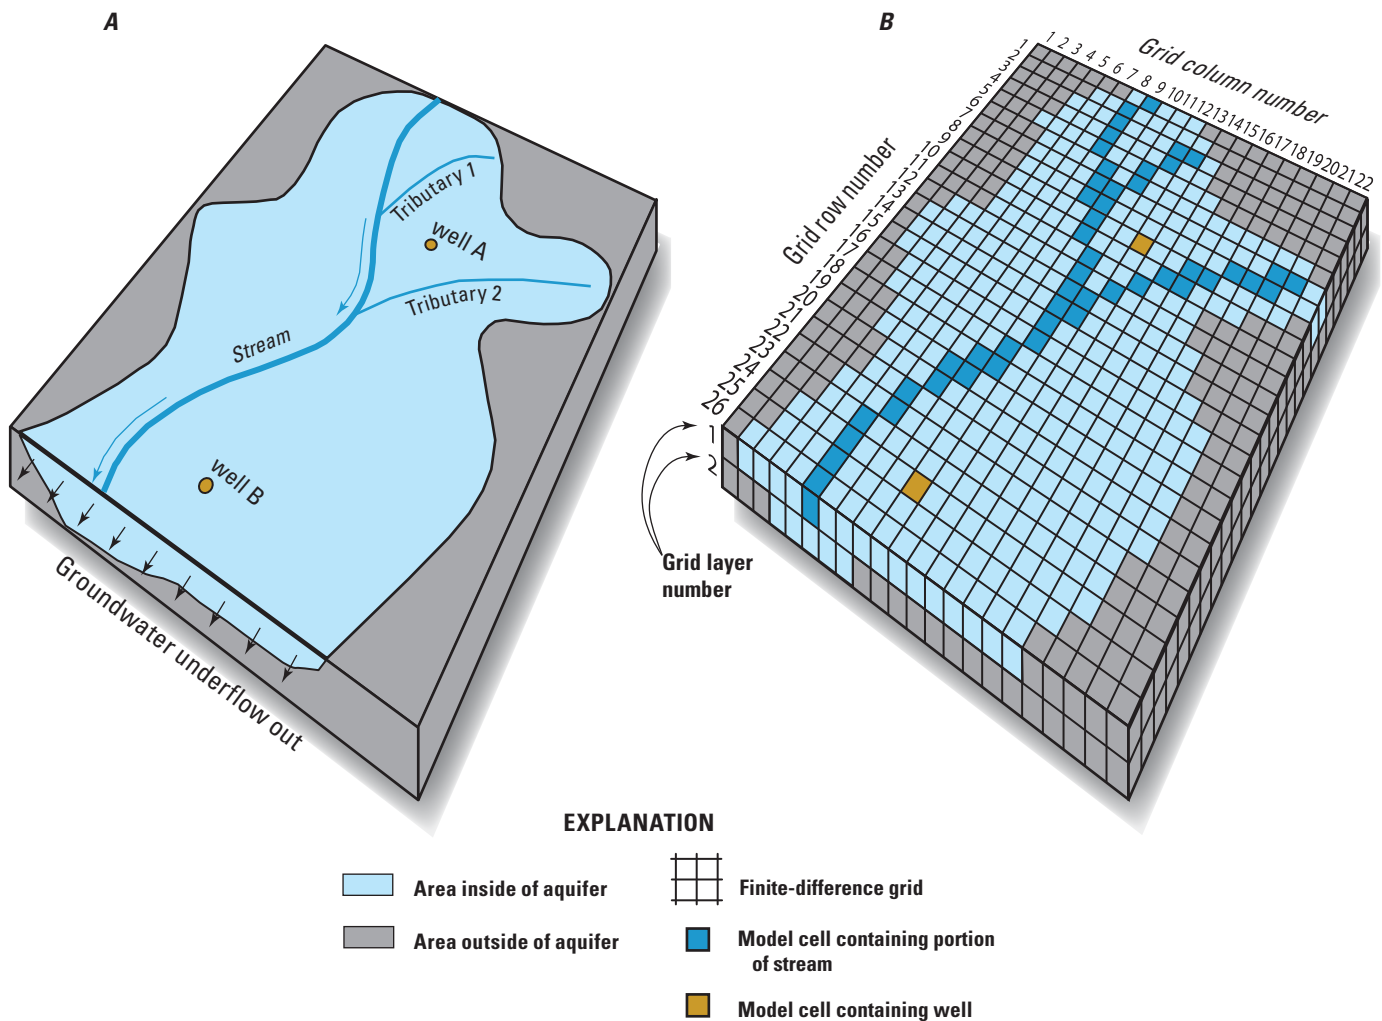 A
B
Tributary 1
well A
Tributary 2
Stream
well B
Groundwater underflow out
Grid column number
1 2 3 4 5 6 7 8 9 10 11 12 13 14 15 16 17 18 19 20 21 22
Grid row number
1
2
3
4
5
6
7
8
9
10
11
12
13
14
15
16
17
18
19
20
21
22
23
24
25
26
1
2
Grid layer
number
EXPLANATION
Area inside of aquifer
Area outside of aquifer
Finite-difference grid
Model cell containing portion
of stream
Model cell containing well